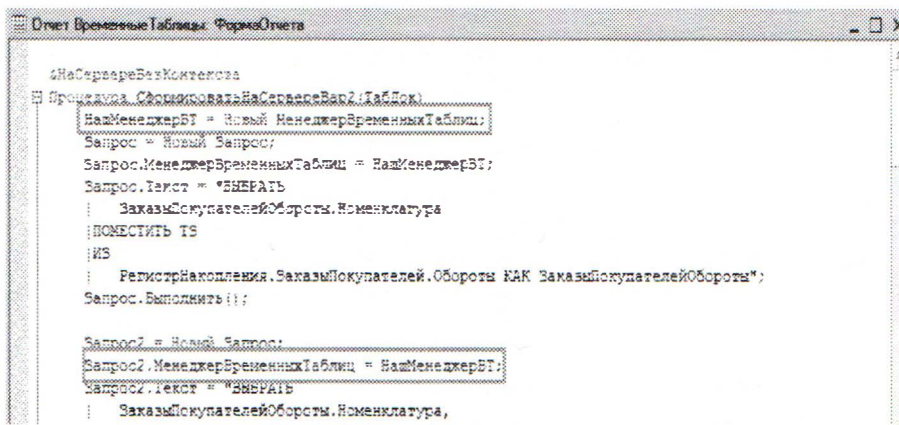 Отчет ВременныеТаблицы: ФормаОтчета
&НаСервереБезКонтекста
Процедура СформироватьНаСервереВар2(ТабДок)
НашМенеджерВТ = Новый МенеджерВременныхТаблиц;
Запрос = Новый Запрос;
Запрос.МенеджерВременныхТаблиц = НашМенеджерВТ;
Запрос.Текст = "ВЫБРАТЬ
| ЗаказыПокупателейОбороты.Номенклатура
|ПОМЕСТИТЬ TS
|ИЗ
| РегистрНакопления.ЗаказыПокупателей.Обороты КАК ЗаказыПокупателейОбороты";
Запрос.Выполнить();
Запрос2 = Новый Запрос;
Запрос2.МенеджерВременныхТаблиц = НашМенеджерВТ;
Запрос2.Текст = "ВЫБРАТЬ
| ЗаказыПокупателейОбороты.Номенклатура,